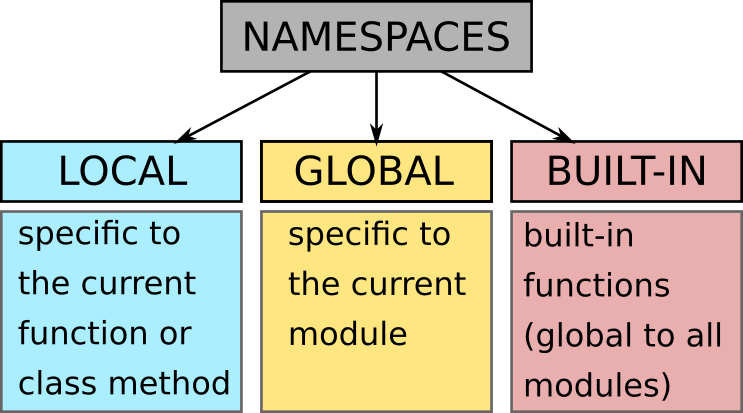 NAMESPACES
LOCAL
specific to
the current
function or
class method
GLOBAL
specific to
the current
module
BUILT-IN
built-in
functions
(global to all
modules)